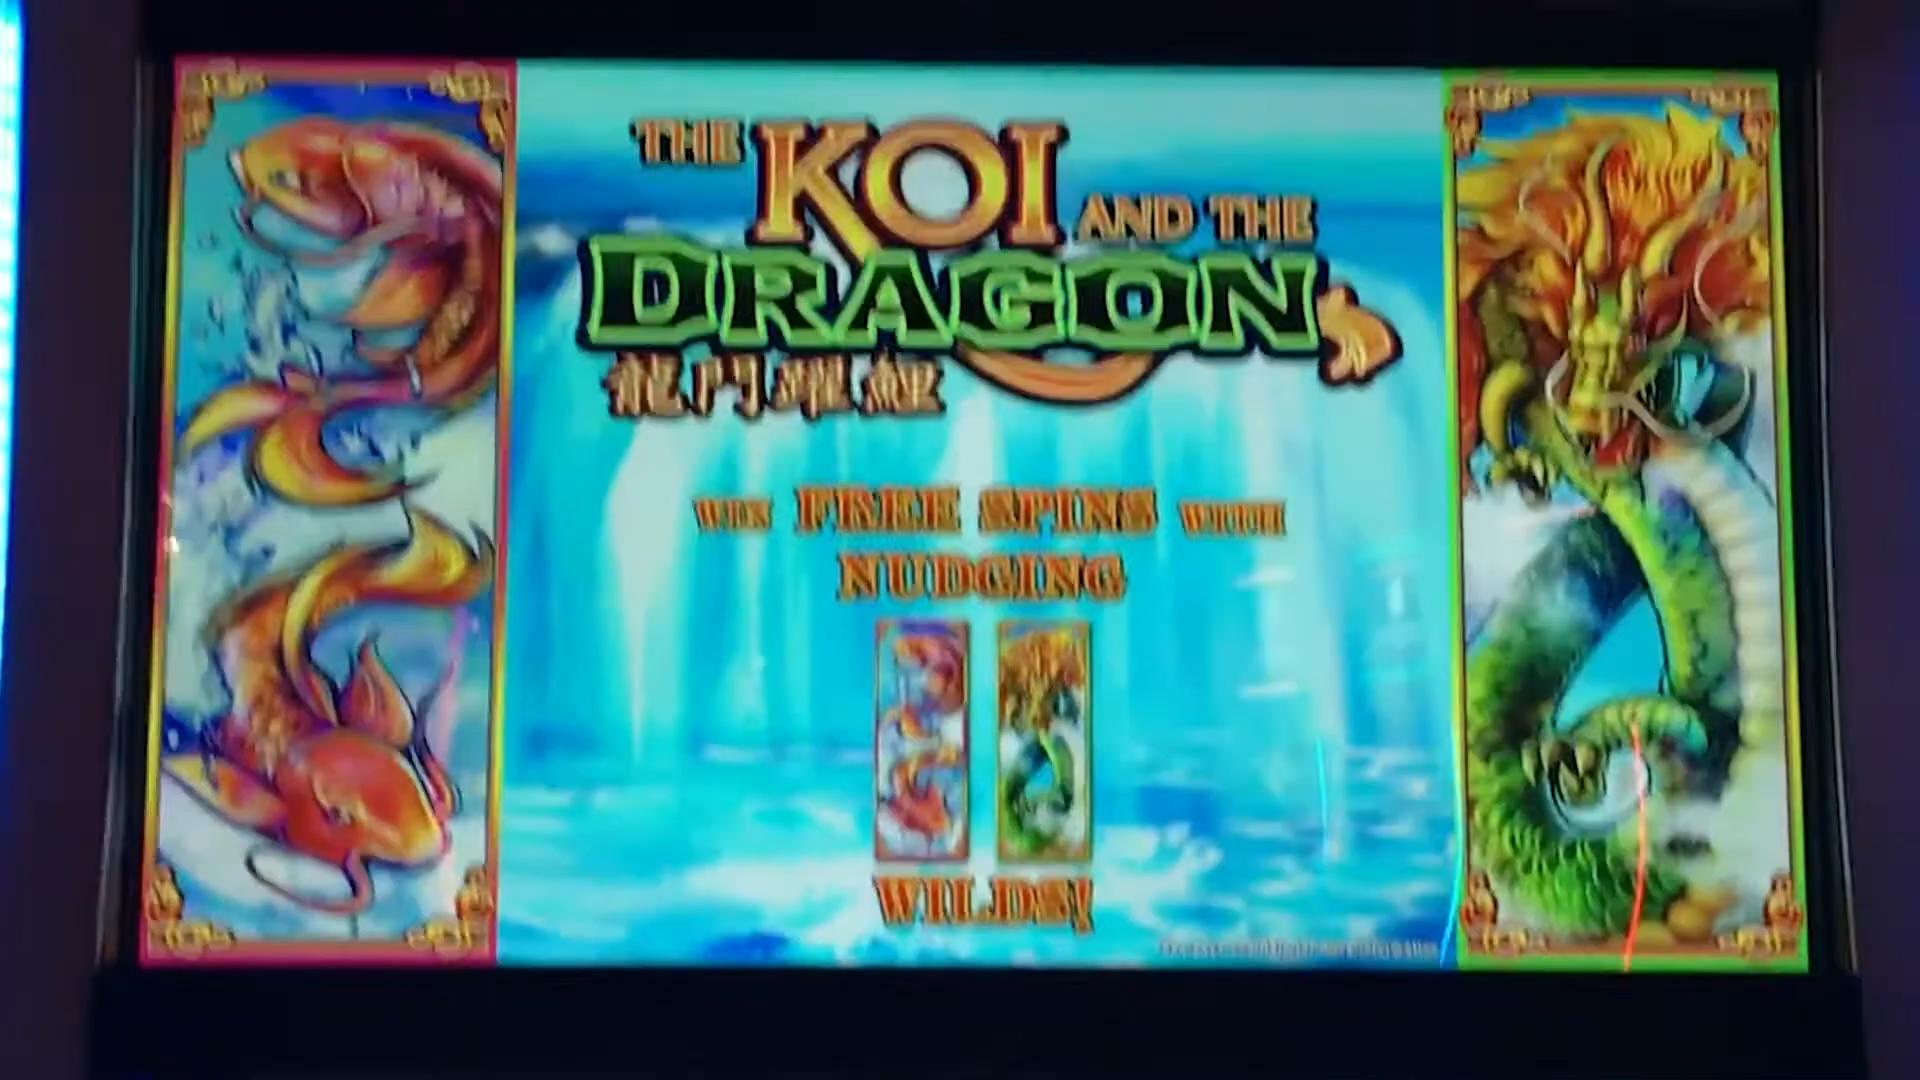 THE KOI AND THE
DRAGON
龍門躍鯉
WIN FREE SPINS WITH
NUDGING
WILDS!